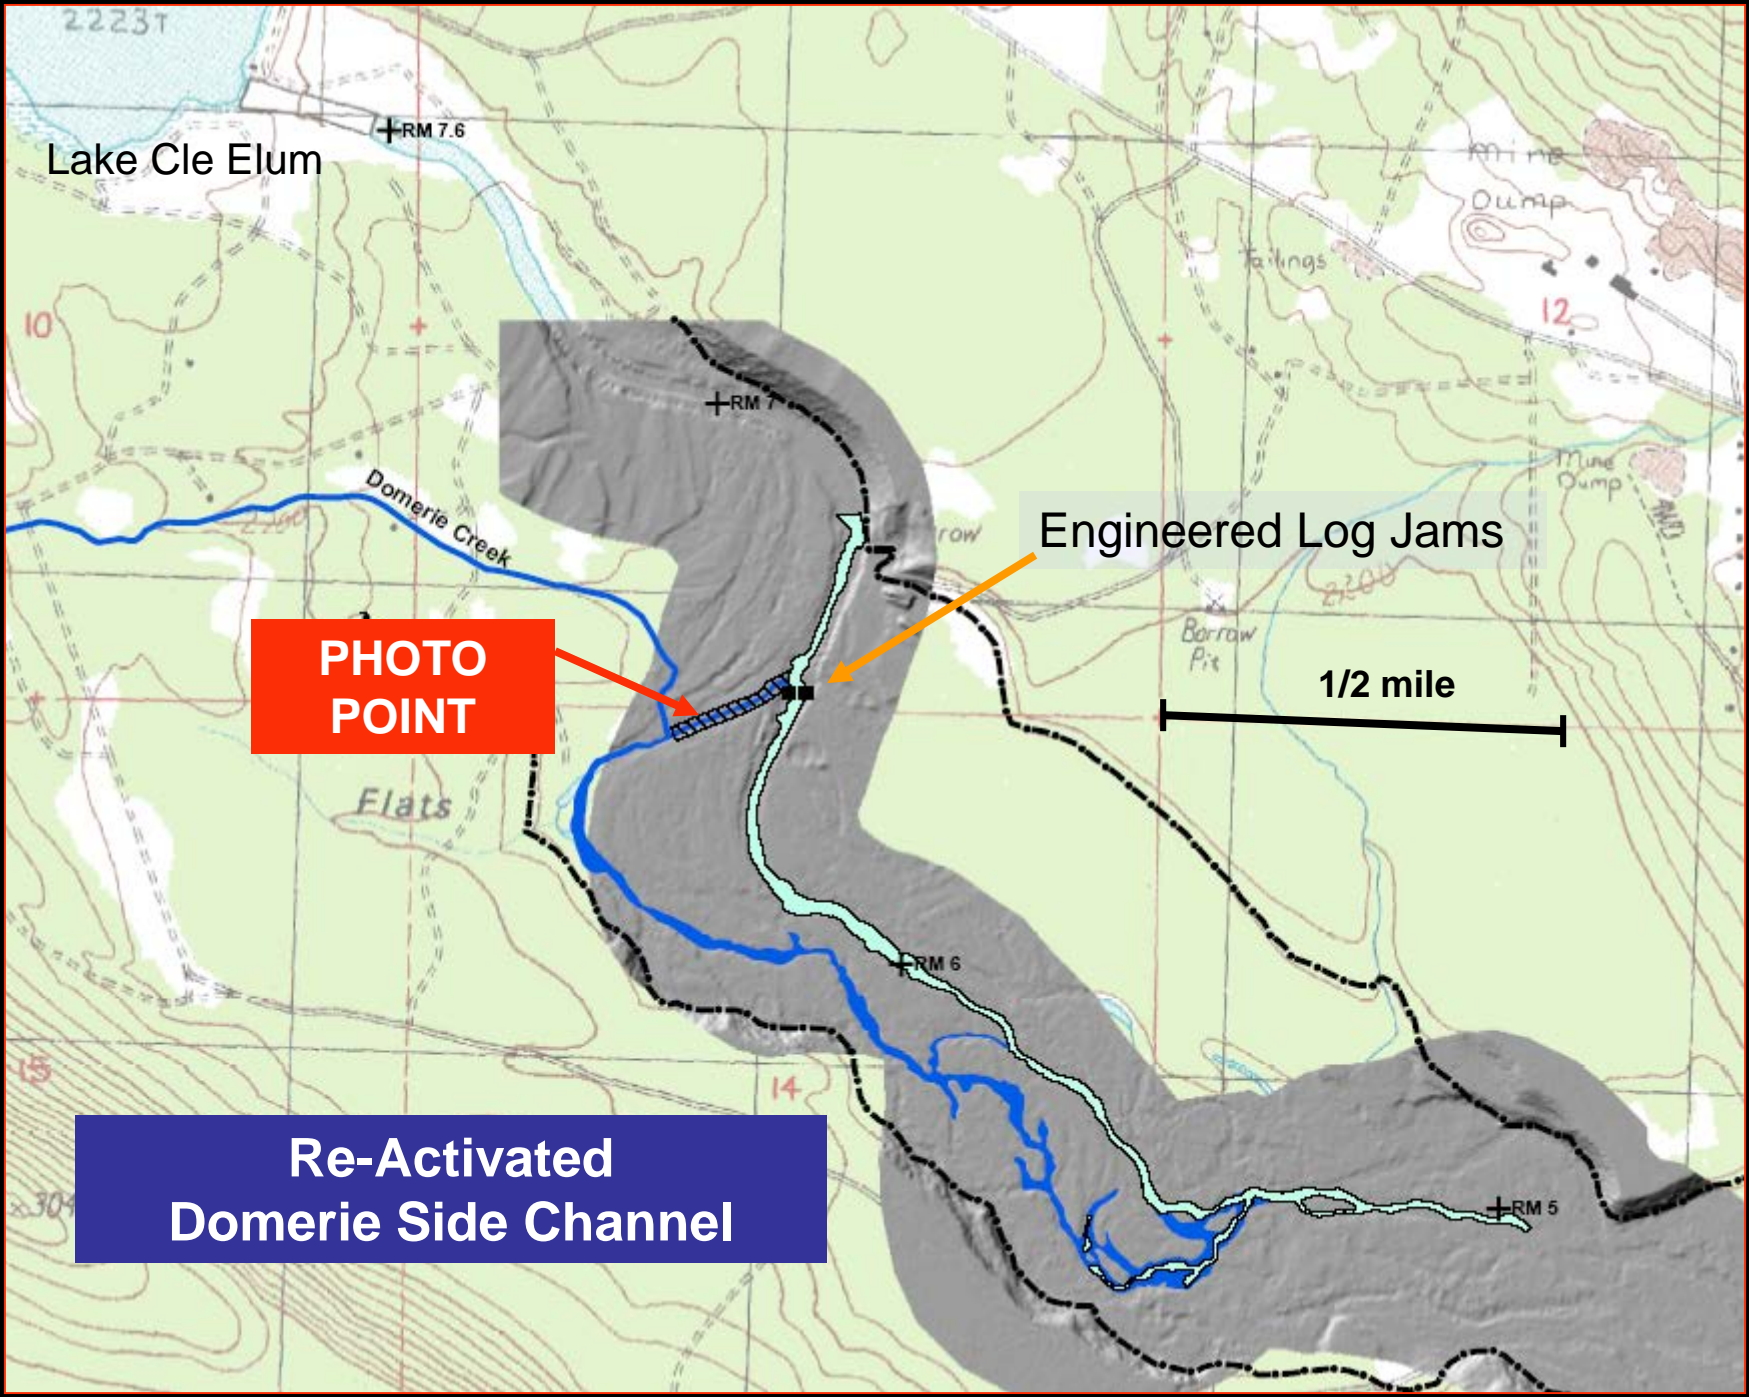 2223T
RM 7.6
Lake Cle Elum
Mine
Dump
Tailings
10
12
RM 7
Domerie Creek
Mine
Dump
row
Engineered Log Jams
2200
2200
Borrow
Pit
PHOTO
POINT
1/2 mile
Flats
RM 6
15
14
Re-Activated
Domerie Side Channel
RM 5